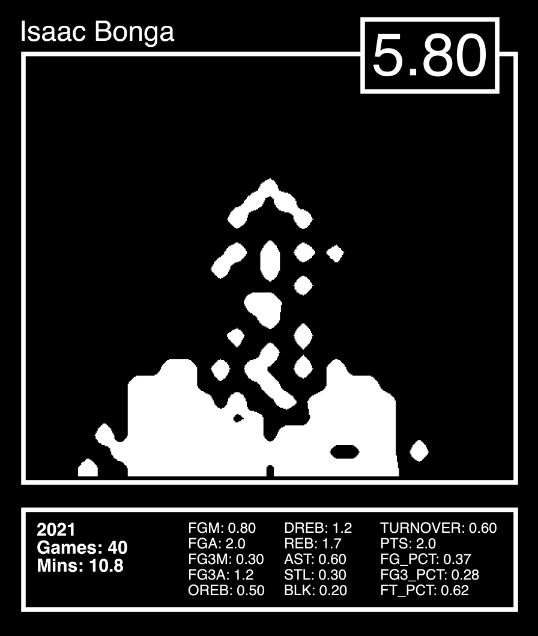 Isaac Bonga
5.80
2021
Games: 40
Mins: 10.8
FGM: 0.80
FGA: 2.0
FG3M: 0.30
FG3A: 1.2
OREB: 0.50
DREB: 1.2
REB: 1.7
AST: 0.60
STL: 0.30
BLK: 0.20
TURNOVER: 0.60
PTS: 2.0
FG_PCT: 0.37
FG3_PCT: 0.28
FT_PCT: 0.62